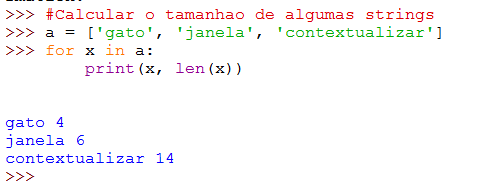 >>> #Calcular o tamanhao de algumas strings
>>> a = ['gato', 'janela', 'contextualizar']
>>> for x in a:
        print(x, len(x))
gato 4
janela 6
contextualizar 14
>>>